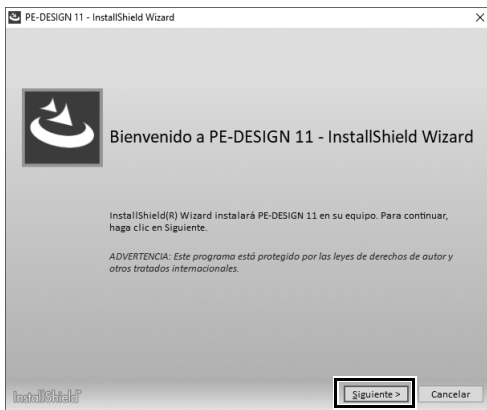 PE-DESIGN 11 - InstallShield Wizard
Bienvenido a PE-DESIGN 11 - InstallShield Wizard
InstallShield(R) Wizard instalará PE-DESIGN 11 en su equipo. Para continuar,
haga clic en Siguiente.
ADVERTENCIA: Este programa está protegido por las leyes de derechos de autor y
otros tratados internacionales.
InstallShield
Siguiente >
Cancelar